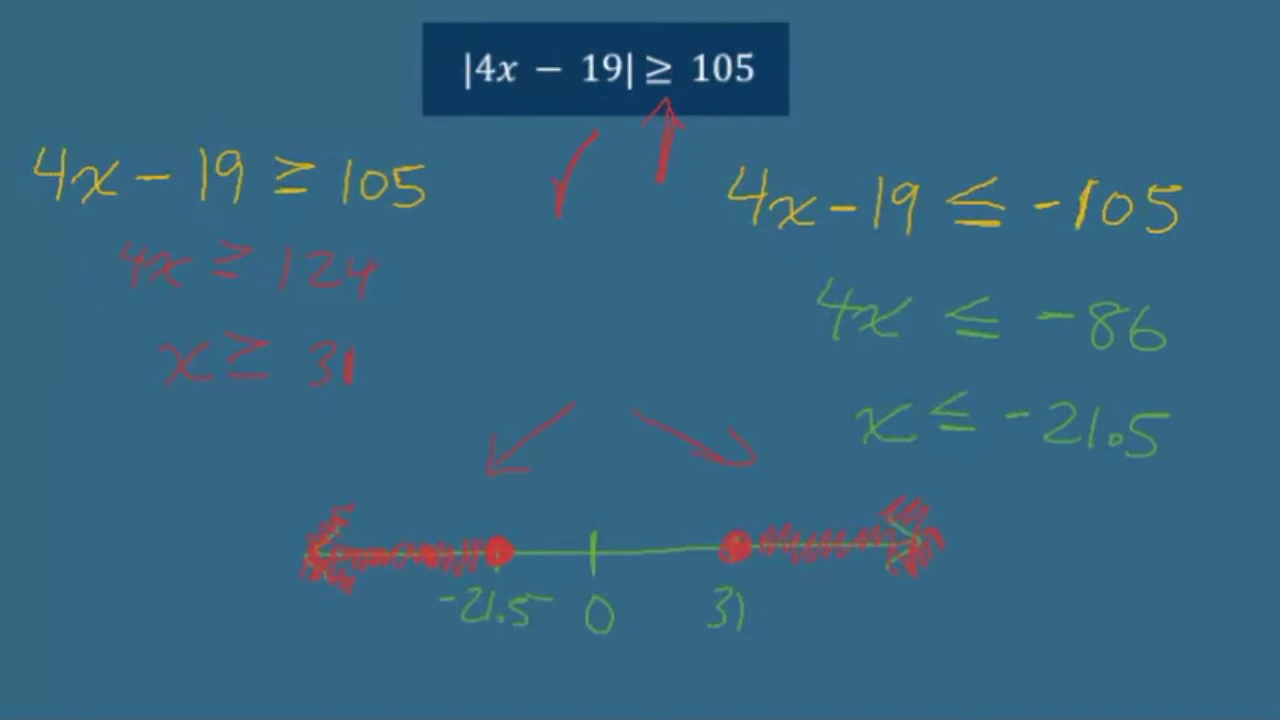 |4x − 19| ≥ 105
4x - 19 ≥ 105
4x ≥ 124
x ≥ 31
4x - 19 ≤ -105
4x ≤ -86
x ≤ -21.5
-21.5 0 31